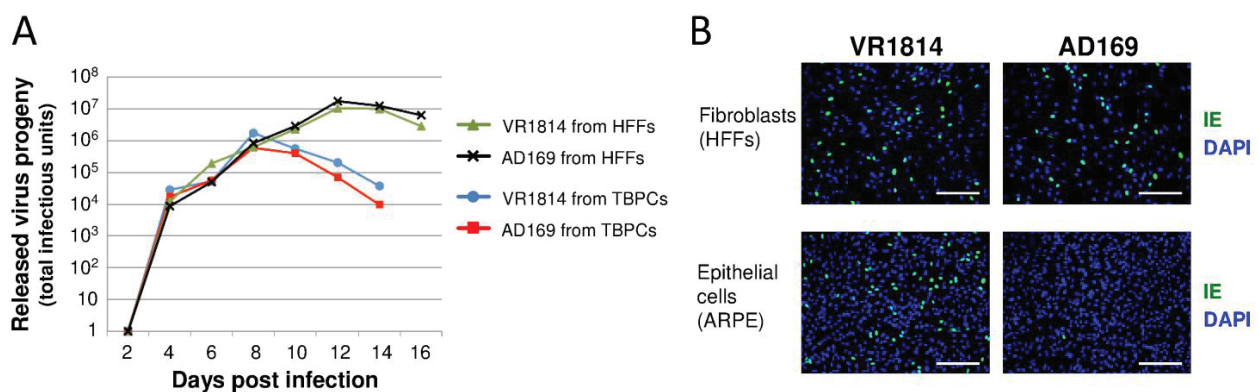 A
Released virus progeny
(total infectious units)
10⁸
10⁷
10⁶
10⁵
10⁴
10³
10²
10
1
2 4 6 8 10 12 14 16
Days post infection
VR1814 from HFFs
AD169 from HFFs
VR1814 from TBPCs
AD169 from TBPCs
B
VR1814 AD169
Fibroblasts
(HFFs)
IE
DAPI
Epithelial
cells
(ARPE)
IE
DAPI